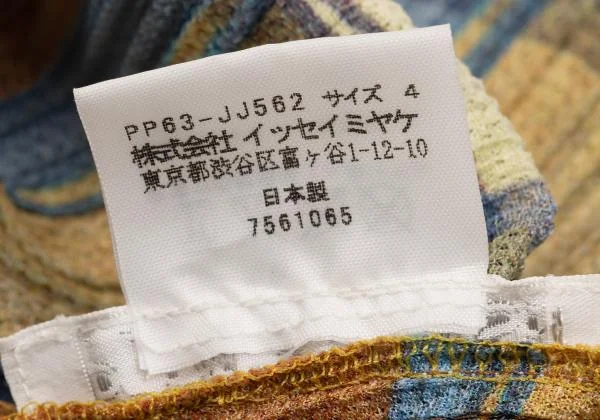 PP63-JJ562 サイズ 4
株式会社 イッセイミヤケ
東京都渋谷区富ヶ谷1-12-10
日本製
7561065